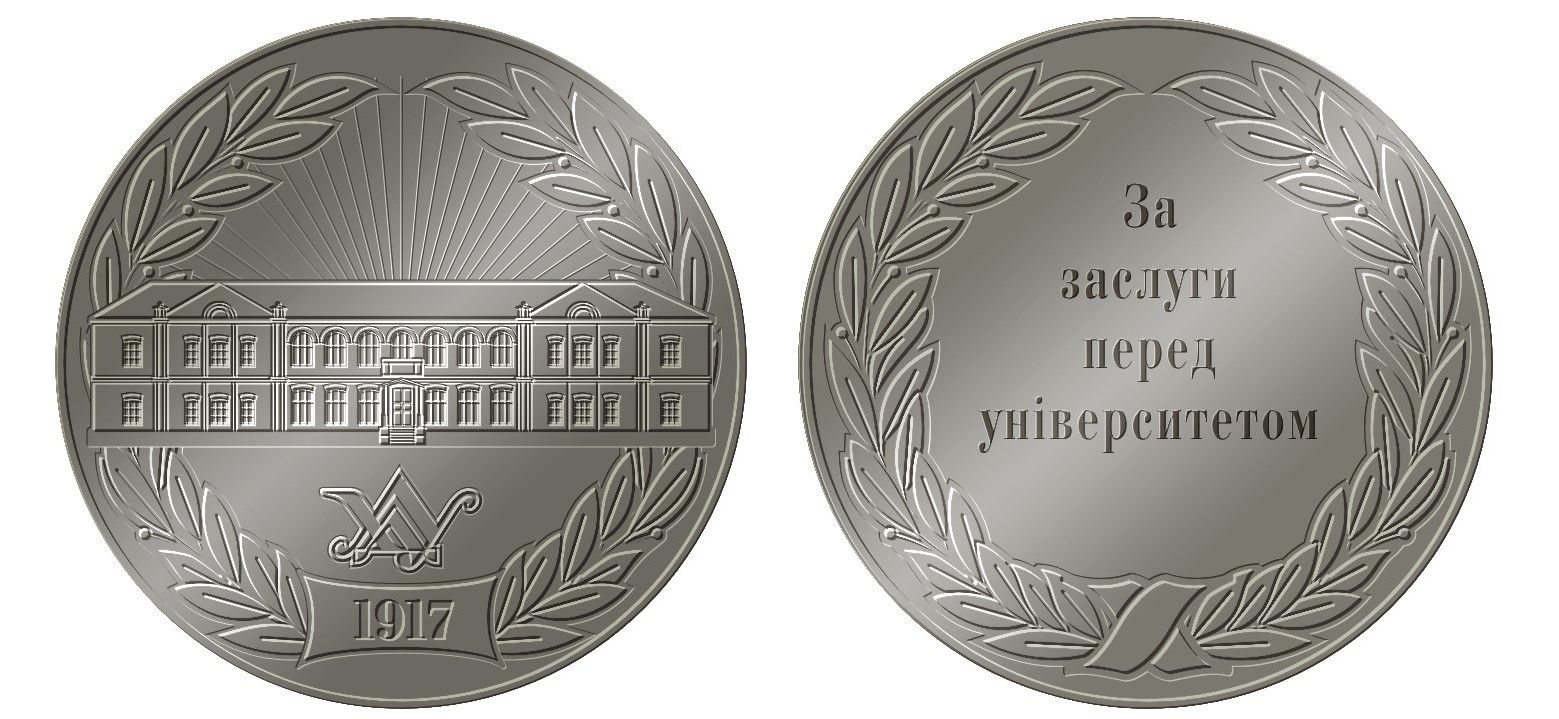 1917
За
заслуги
перед
університетом